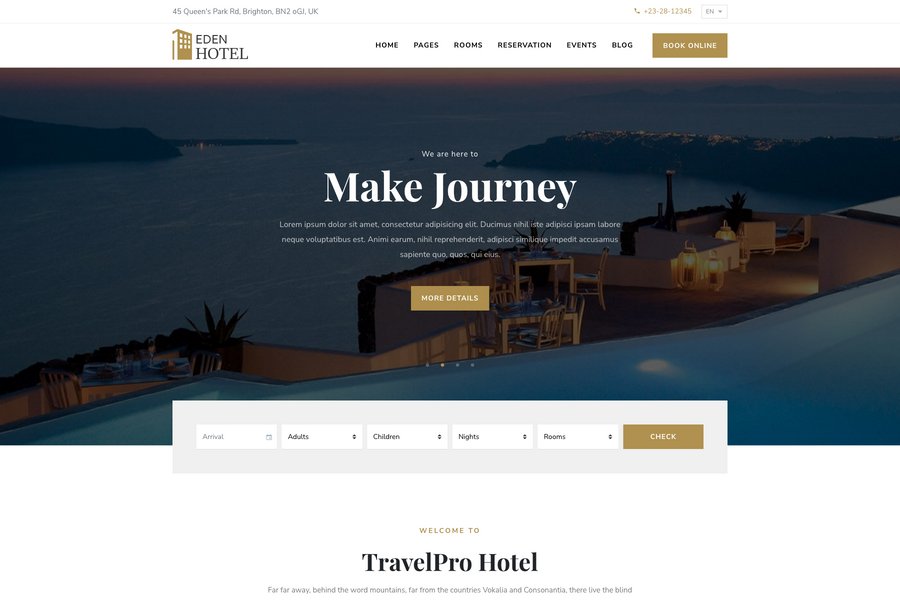 45 Queen's Park Rd, Brighton, BN2 0GJ, UK
+23-28-12345
EN
EDEN
HOTEL
HOME PAGES ROOMS RESERVATION EVENTS BLOG
BOOK ONLINE
We are here to
Make Journey
Lorem ipsum dolor sit amet, consectetur adipisicing elit. Ducimus nihil iste adipisci ipsam labore
neque voluptatibus est. Animi earum, nihil reprehenderit, adipisci similique impedit accusamus
sapiente quo, quos, qui eius.
MORE DETAILS
Arrival Adults Children Nights Rooms CHECK
WELCOME TO
TravelPro Hotel
Far far away, behind the word mountains, far from the countries Vokalia and Consonantia, there live the blind